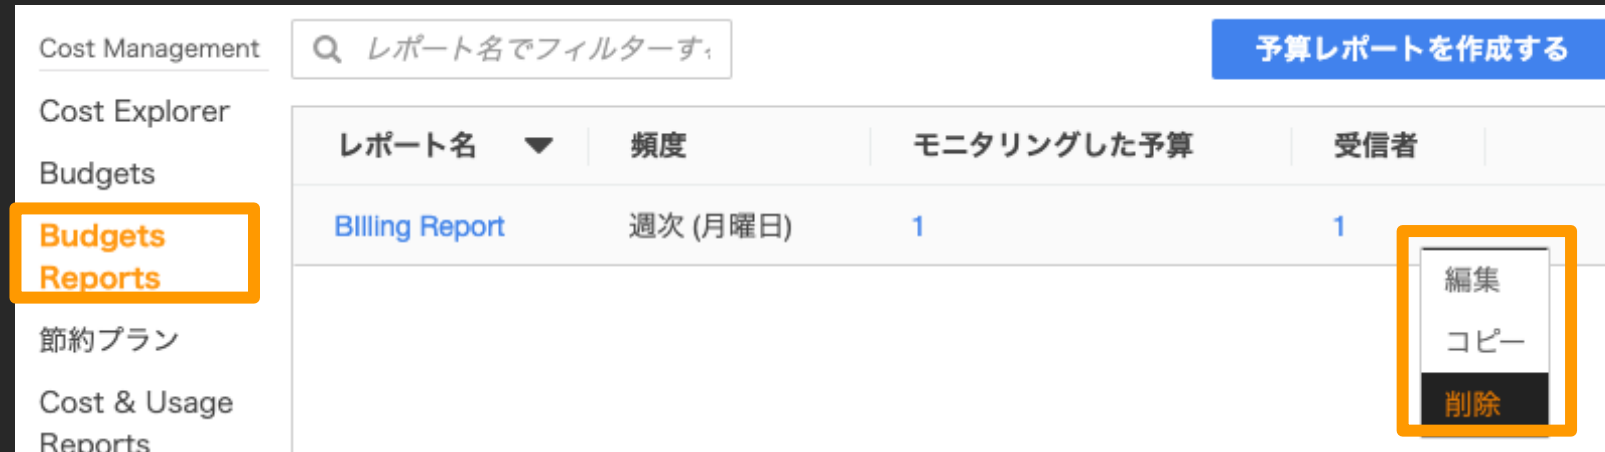 Cost Management
レポート名でフィルターす
予算レポートを作成する
Cost Explorer
Budgets
Budgets
Reports
節約プラン
Cost & Usage
Reports
レポート名 頻度 モニタリングした予算 受信者
BIlling Report 週次 (月曜日) 1 1
編集
コピー
削除